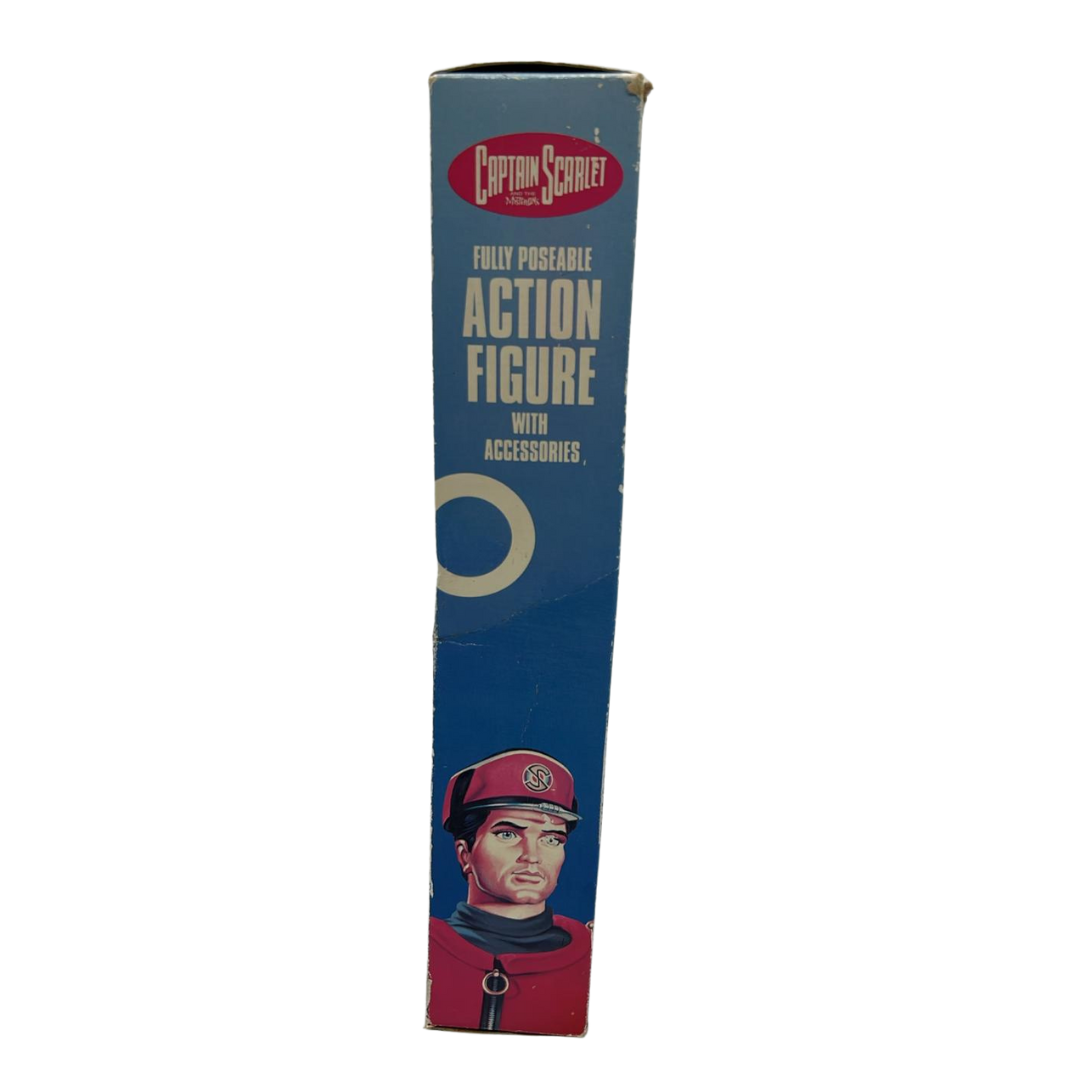 CAPTAIN SCARLET
AND THE
MYSTERONS
FULLY POSEABLE
ACTION
FIGURE
WITH
ACCESSORIES
S